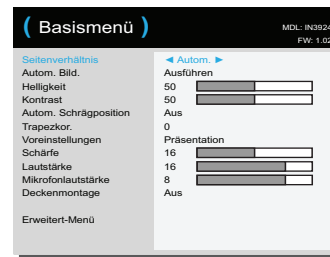 ( Basismenü )
MDL: IN3924
FW: 1.02
Seitenverhältnis ◄ Autom. ►
Autom. Bild. Ausführen
Helligkeit 50
Kontrast 50
Autom. Schrägposition Aus
Trapezkor. 0
Voreinstellungen Präsentation
Schärfe 16
Lautstärke 16
Mikrofonlautstärke 8
Deckenmontage Aus
Erweitert-Menü